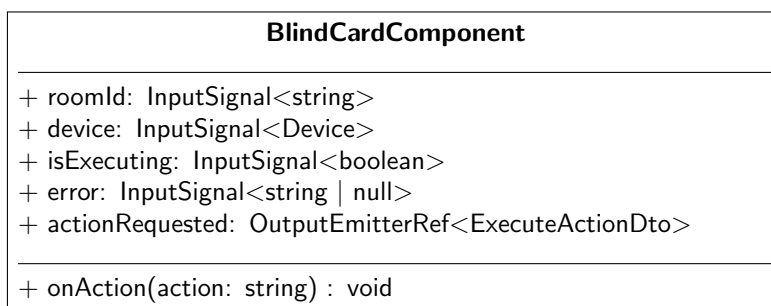 BlindCardComponent
+ roomId: InputSignal<string>
+ device: InputSignal<Device>
+ isExecuting: InputSignal<boolean>
+ error: InputSignal<string | null>
+ actionRequested: OutputEmitterRef<ExecuteActionDto>
+ onAction(action: string) : void